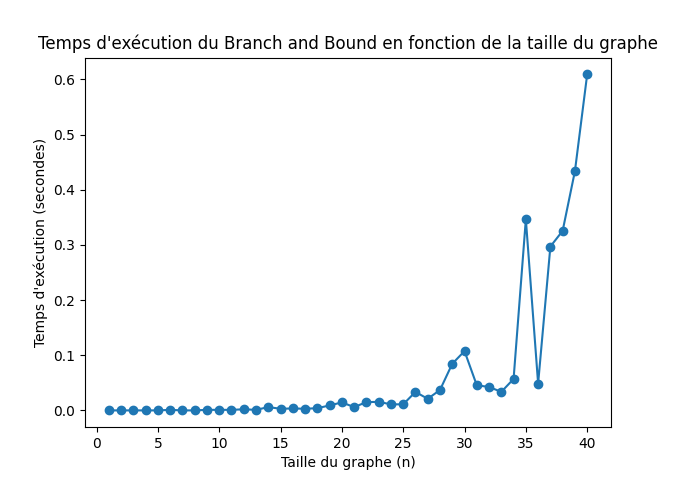 Temps d'exécution du Branch and Bound en fonction de la taille du graphe
0.6
0.5
0.4
0.3
0.2
0.1
0.0
Temps d'exécution (secondes)
0 5 10 15 20 25 30 35 40
Taille du graphe (n)